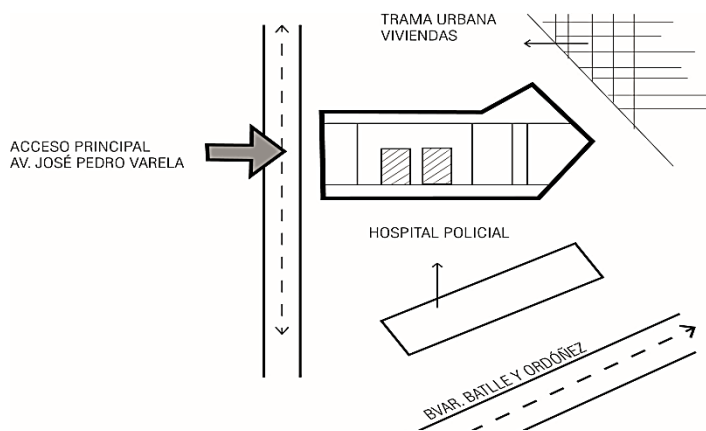 TRAMA URBANA
VIVIENDAS
ACCESO PRINCIPAL
AV. JOSÉ PEDRO VARELA
HOSPITAL POLICIAL
BVAR. BATLLE Y ORDÓÑEZ